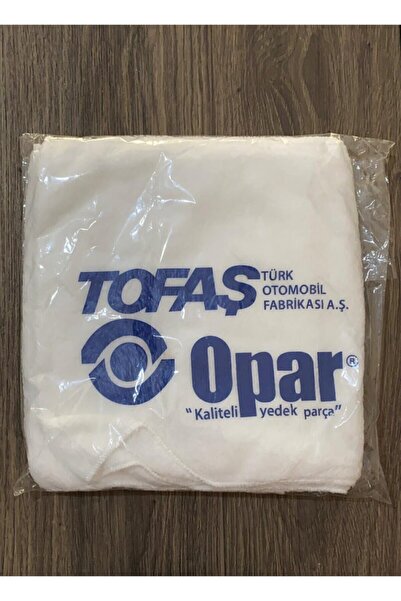 TOFAŞ TÜRK
OTOMOBİL
FABRİKASI A.Ş.
Opar®
"Kaliteli yedek parça"